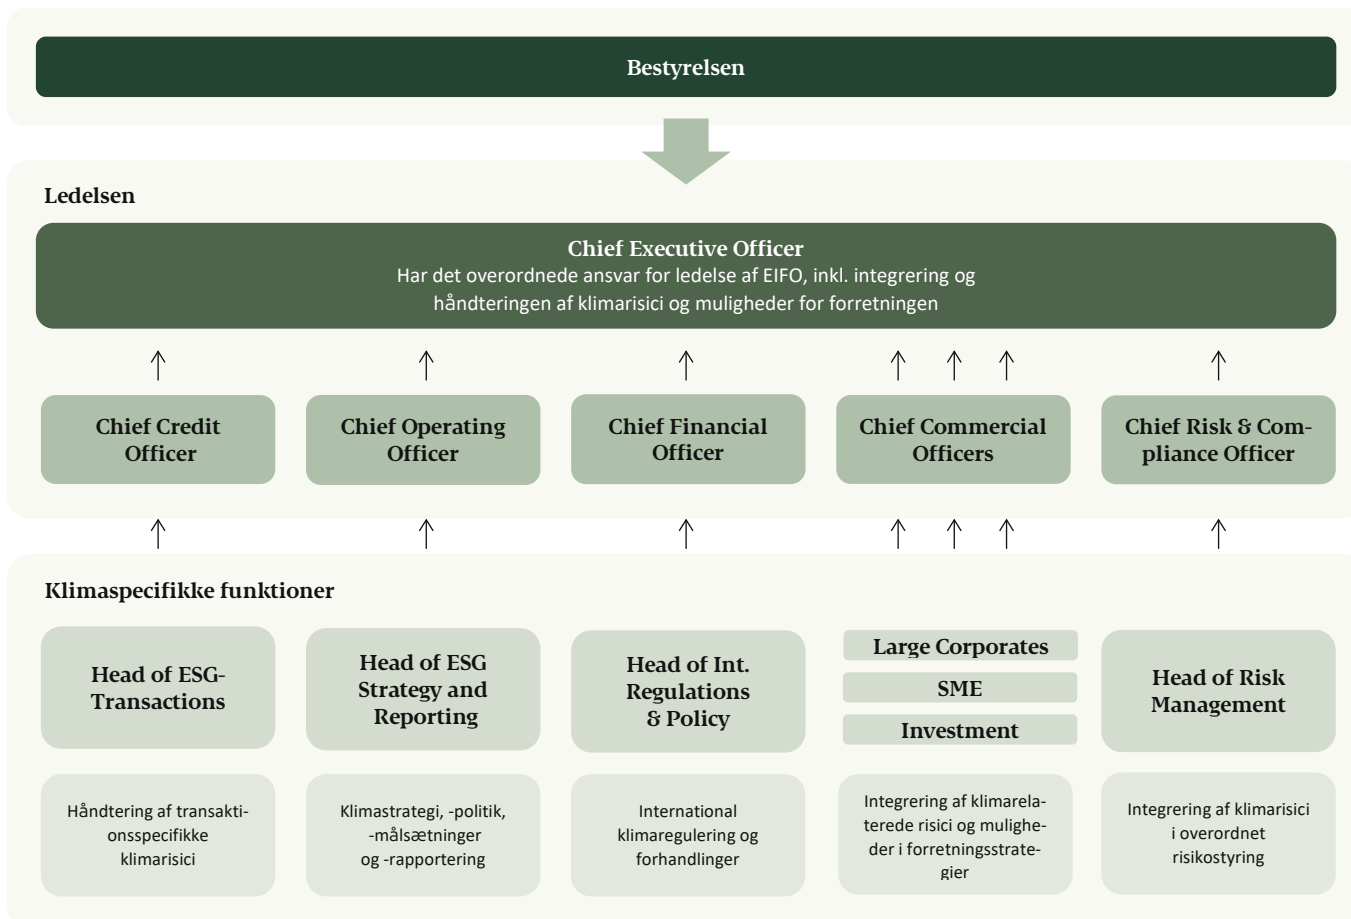 Bestyrelsen
Ledelsen
Chief Executive Officer
Har det overordnede ansvar for ledelse af EIFO, inkl. integrering og
håndteringen af klimarisici og muligheder for forretningen
Chief Credit
Officer
Chief Operating
Officer
Chief Financial
Officer
Chief Commercial
Officers
Chief Risk & Com-
pliance Officer
Klimaspecifikke funktioner
Head of ESG-
Transactions
Head of ESG
Strategy and
Reporting
Head of Int.
Regulations
& Policy
Large Corporates
SME
Investment
Head of Risk
Management
Håndtering af transakti-
onsspecifikke
klimarisici
Klimastrategi, -politik,
-målsætninger
og -rapportering
International
klimaregulering og
forhandlinger
Integrering af klimarela-
terede risici og mulighe-
der i forretningsstrate-
gier
Integrering af klimarisici
i overordnet
risikostyring